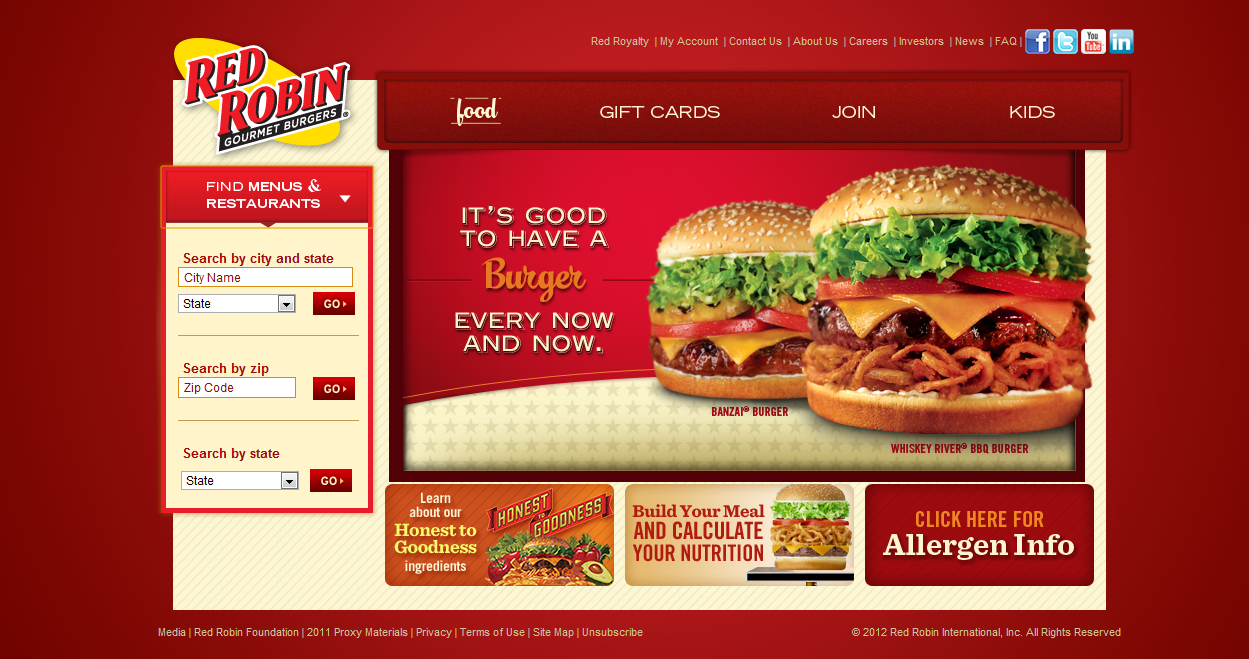 Red Royalty | My Account | Contact Us | About Us | Careers | Investors | News | FAQ |
f
t
You
Tube
in
RED
ROBIN®
GOURMET BURGERS
food
GIFT CARDS
JOIN
KIDS
FIND MENUS &
RESTAURANTS
Search by city and state
City Name
State
GO
Search by zip
Zip Code
GO
Search by state
State
GO
IT'S GOOD
TO HAVE A
Burger
EVERY NOW
AND NOW.
BANZAI® BURGER
WHISKEY RIVER® BBQ BURGER
Learn
about our
Honest to
Goodness
ingredients
HONEST
TO
GOODNESS
Build Your Meal
AND CALCULATE
YOUR NUTRITION
CLICK HERE FOR
Allergen Info
Media | Red Robin Foundation | 2011 Proxy Materials | Privacy | Terms of Use | Site Map | Unsubscribe
© 2012 Red Robin International, Inc. All Rights Reserved